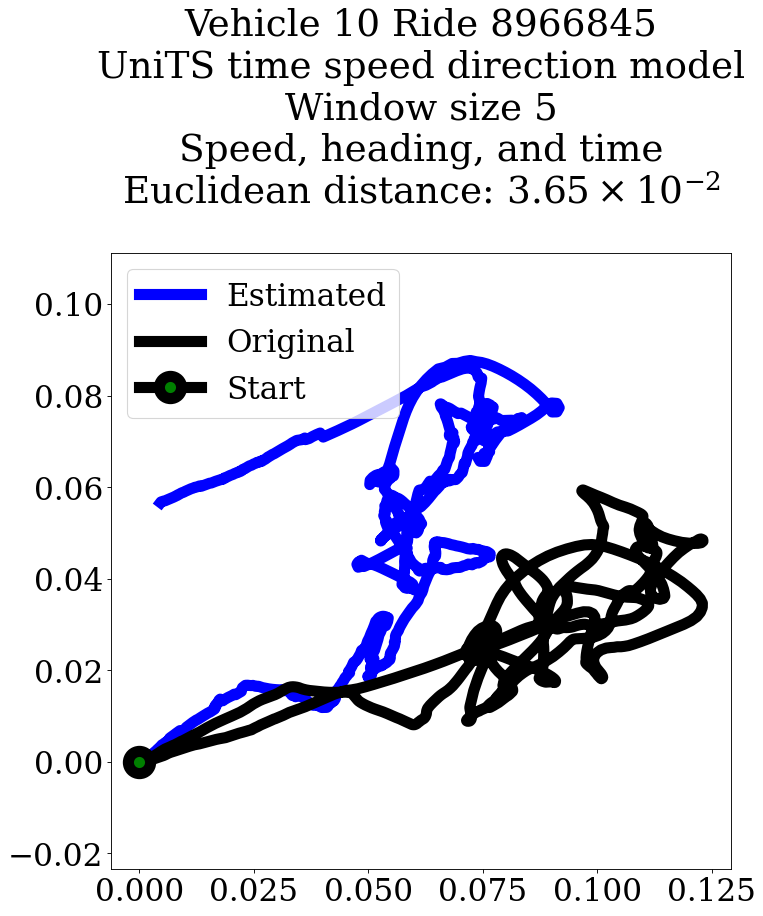 Vehicle 10 Ride 8966845
UniTS time speed direction model
Window size 5
Speed, heading, and time
Euclidean distance: 3.65 × 10⁻²
Estimated
Original
Start
0.10
0.08
0.06
0.04
0.02
0.00
−0.02
0.000 0.025 0.050 0.075 0.100 0.125